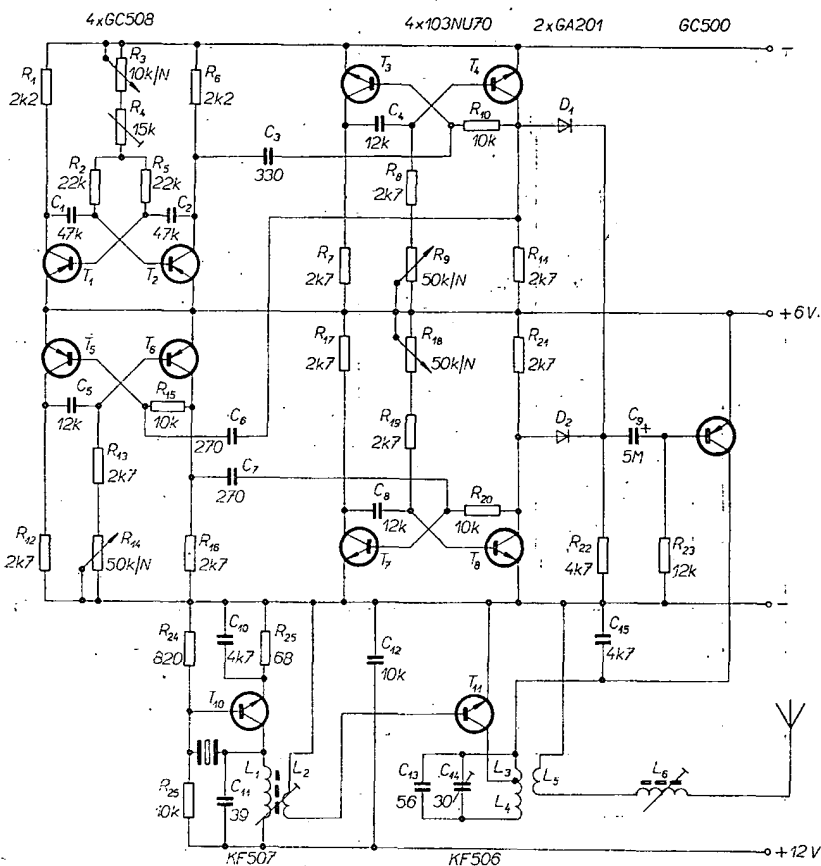 4xGC508 4x103NU70 2xGA201 GC500
R1
2k2
R3
10k/N
R4
15k
R6
2k2
R2
22k
R5
22k
C1
47k
C2
47k
T1
T2
C3
330
T3
T4
C4
12k
R10
10k
D1
R8
2k7
R7
2k7
R9
50k/N
R11
2k7
-
+6V
T5
T6
C5
12k
R15
10k
R13
2k7
R12
2k7
R14
50k/N
R16
2k7
C6
270
C7
270
R17
2k7
R18
50k/N
R21
2k7
R19
2k7
D2
C9 +
5M
C8
12k
R20
10k
T7
T8
R22
4k7
R23
12k
-
R24
820
C10
4k7
R25
68
C12
10k
C15
4k7
T10
T11
R25
10k
C11
39
L1
L2
C13
56
C14
30
L3
L4
L5
L6
+12V
KF507 KF506